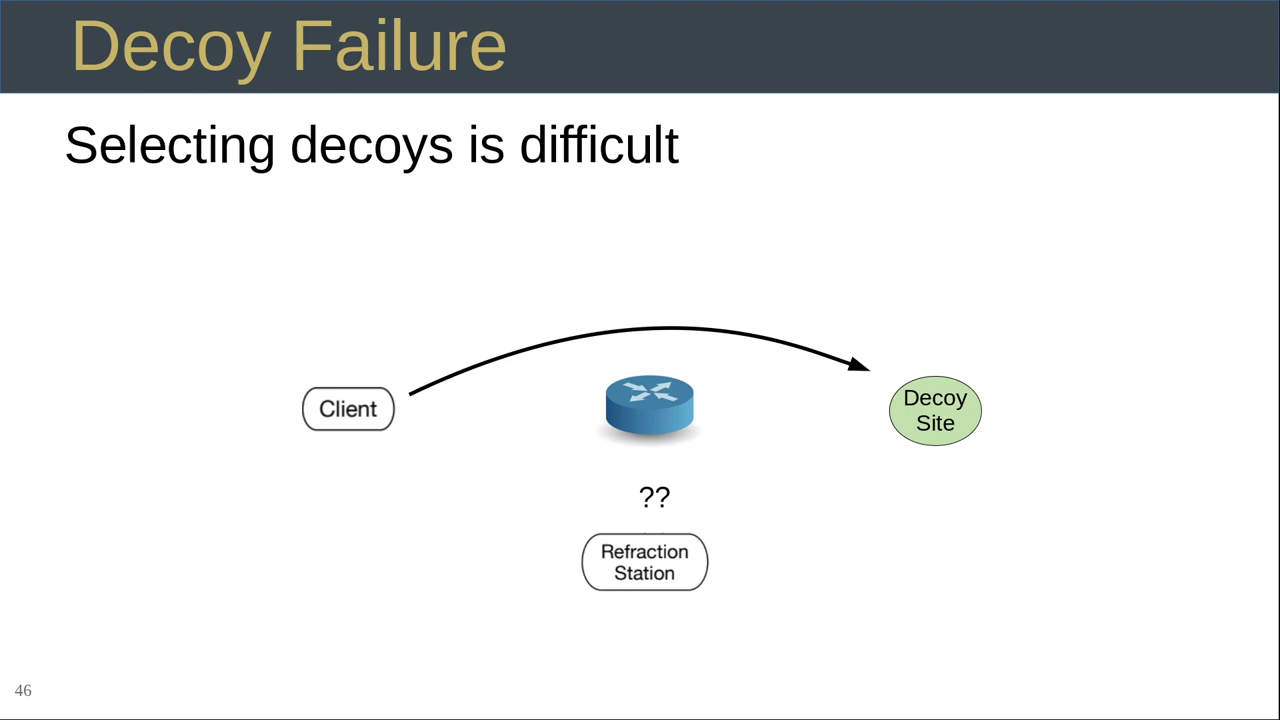 Decoy Failure
Selecting decoys is difficult
Client
Decoy
Site
??
Refraction
Station
46